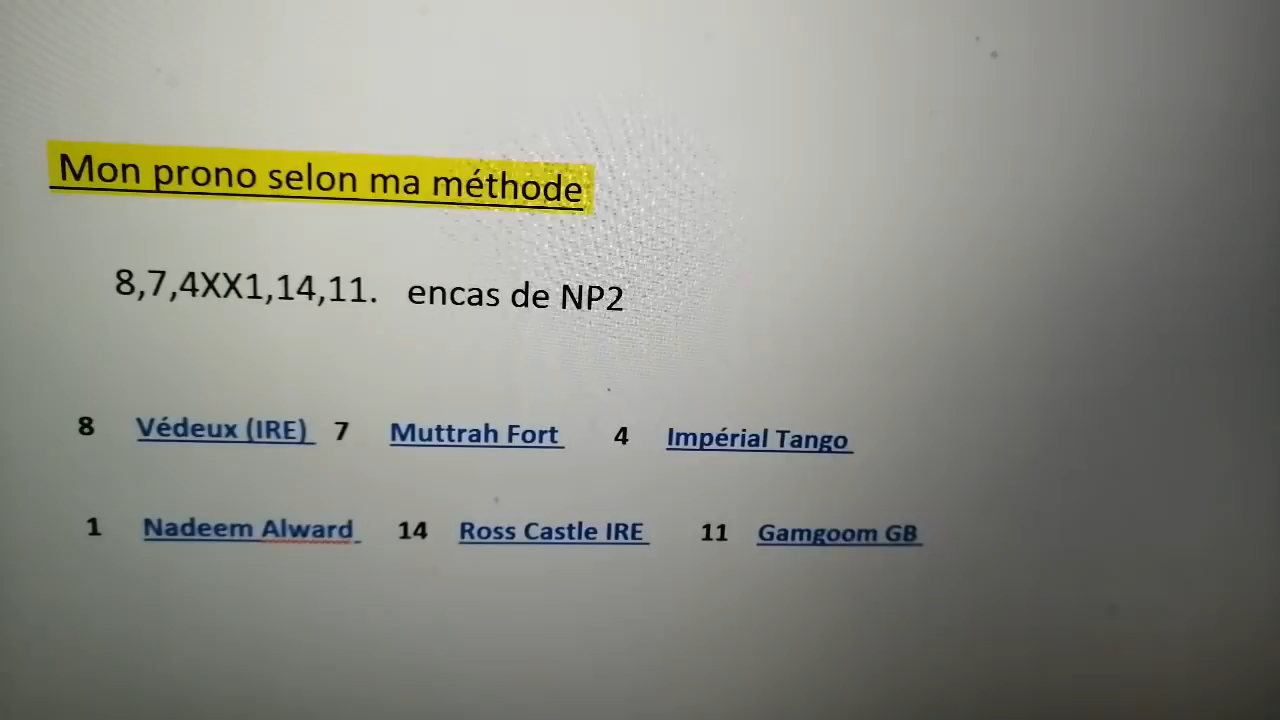 Mon prono selon ma méthode
8,7,4XX1,14,11. encas de NP2
8 Védeux (IRE) 7 Muttrah Fort 4 Impérial Tango
1 Nadeem Alward 14 Ross Castle IRE 11 Gamgoom GB